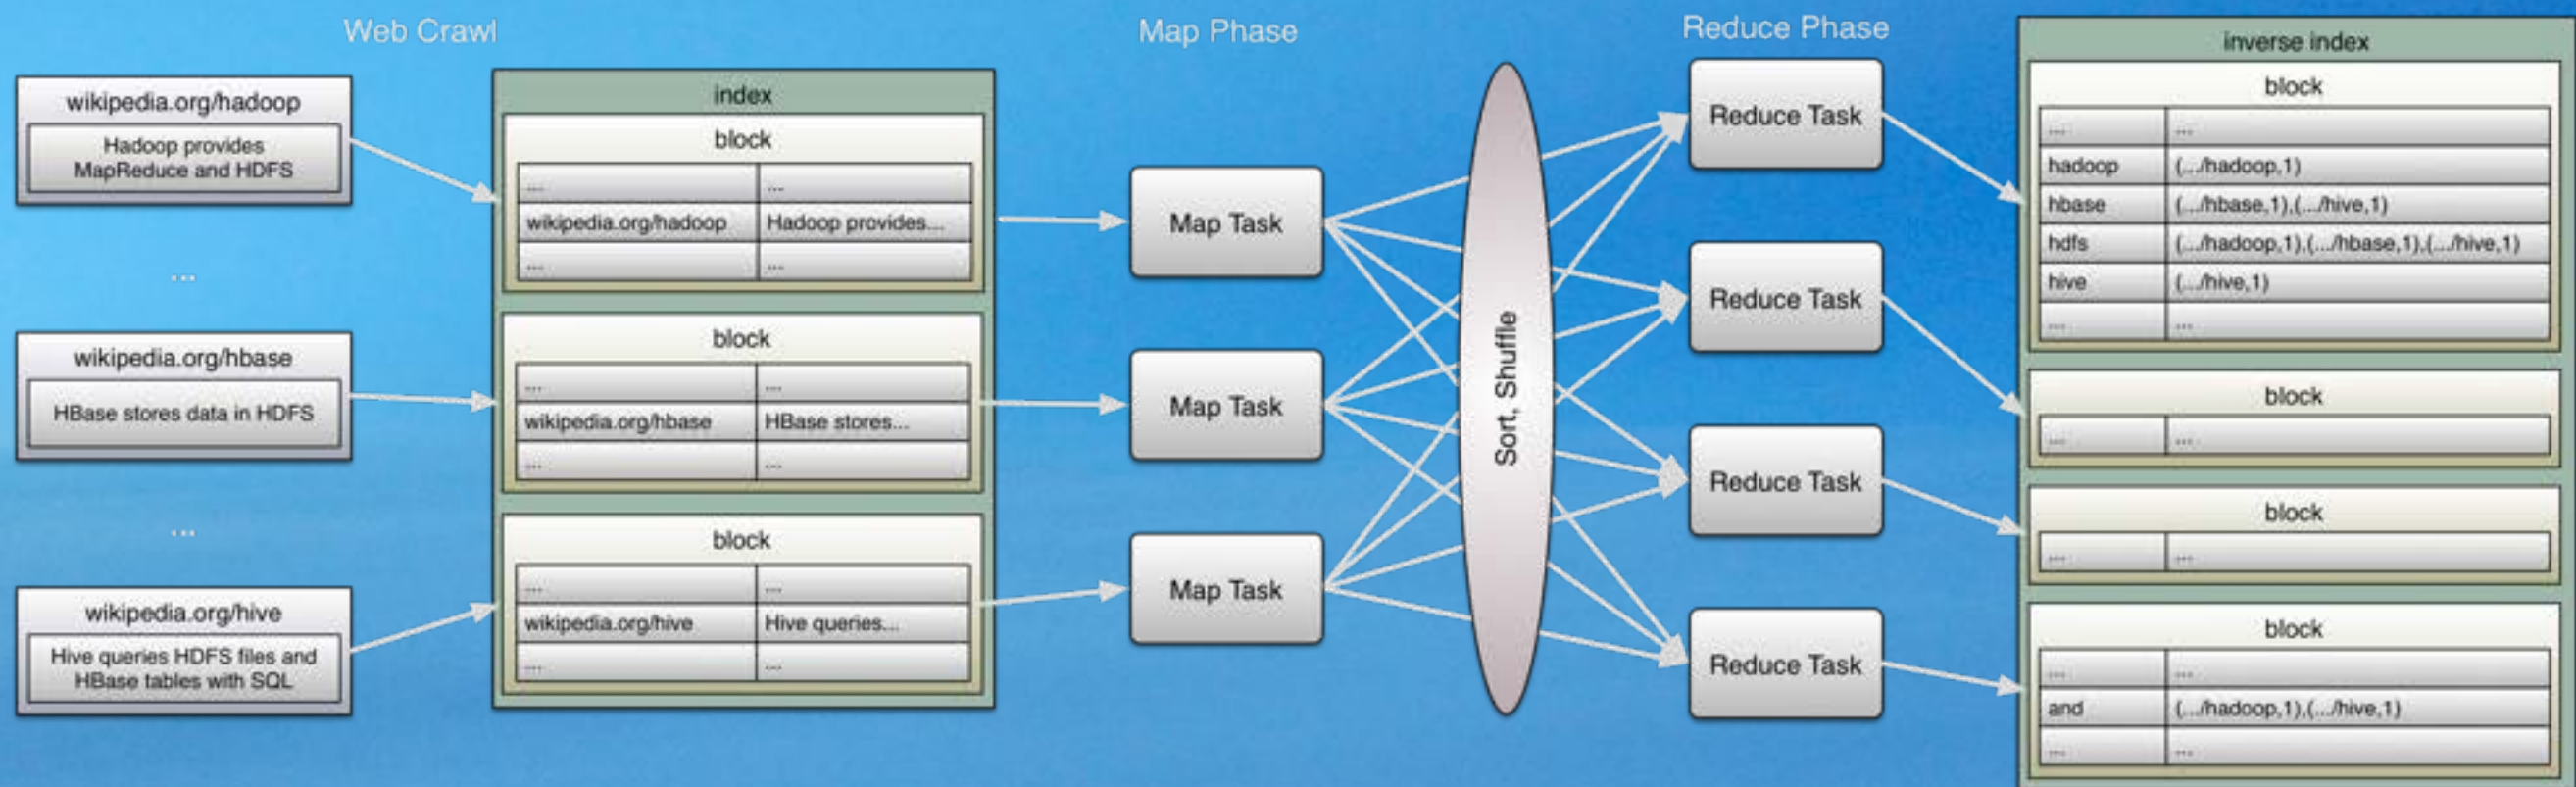 Web Crawl
wikipedia.org/hadoop
Hadoop provides
MapReduce and HDFS
...
wikipedia.org/hbase
HBase stores data in HDFS
...
wikipedia.org/hive
Hive queries HDFS files and
HBase tables with SQL
index
block
... ...
wikipedia.org/hadoop Hadoop provides...
... ...
block
... ...
wikipedia.org/hbase HBase stores...
... ...
block
... ...
wikipedia.org/hive Hive queries...
... ...
Map Phase
Map Task
Map Task
Map Task
Sort, Shuffle
Reduce Phase
Reduce Task
Reduce Task
Reduce Task
Reduce Task
inverse index
block
... ...
hadoop (.../hadoop,1)
hbase (.../hbase,1),(.../hive,1)
hdfs (.../hadoop,1),(.../hbase,1),(.../hive,1)
hive (.../hive,1)
... ...
block
... ...
block
... ...
block
... ...
and (.../hadoop,1),(.../hive,1)
... ...